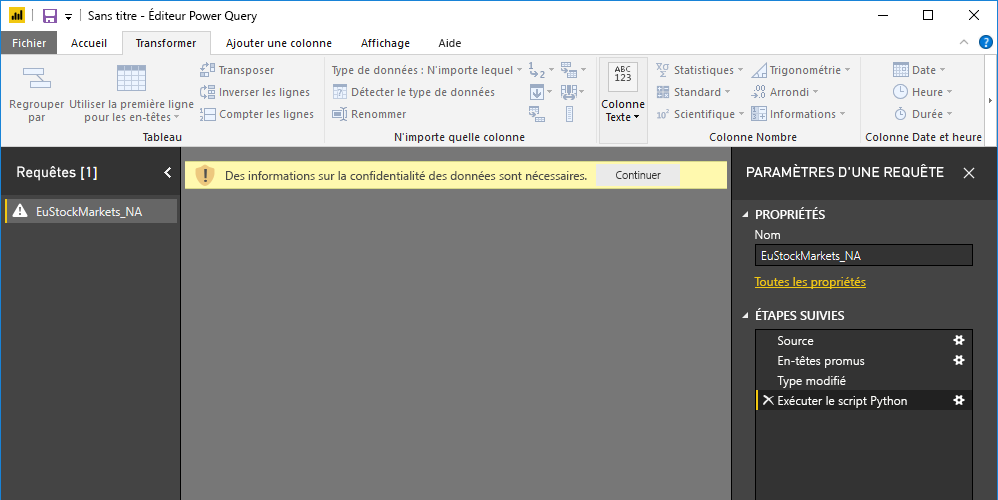 Sans titre - Éditeur Power Query
Fichier Accueil Transformer Ajouter une colonne Affichage Aide
Regrouper par
Utiliser la première ligne pour les en-têtes
Transposer
Inverser les lignes
Compter les lignes
Tableau
Type de données : N'importe lequel
Détecter le type de données
Renommer
N'importe quelle colonne
ABC
123
Colonne
Texte
Statistiques
Standard
Scientifique
Trigonométrie
Arrondi
Informations
Colonne Nombre
Date
Heure
Durée
Colonne Date et heure
Requêtes [1]
EuStockMarkets_NA
Des informations sur la confidentialité des données sont nécessaires. Continuer
PARAMÈTRES D'UNE REQUÊTE
PROPRIÉTÉS
Nom
EuStockMarkets_NA
Toutes les propriétés
ÉTAPES SUIVIES
Source
En-têtes promus
Type modifié
Exécuter le script Python